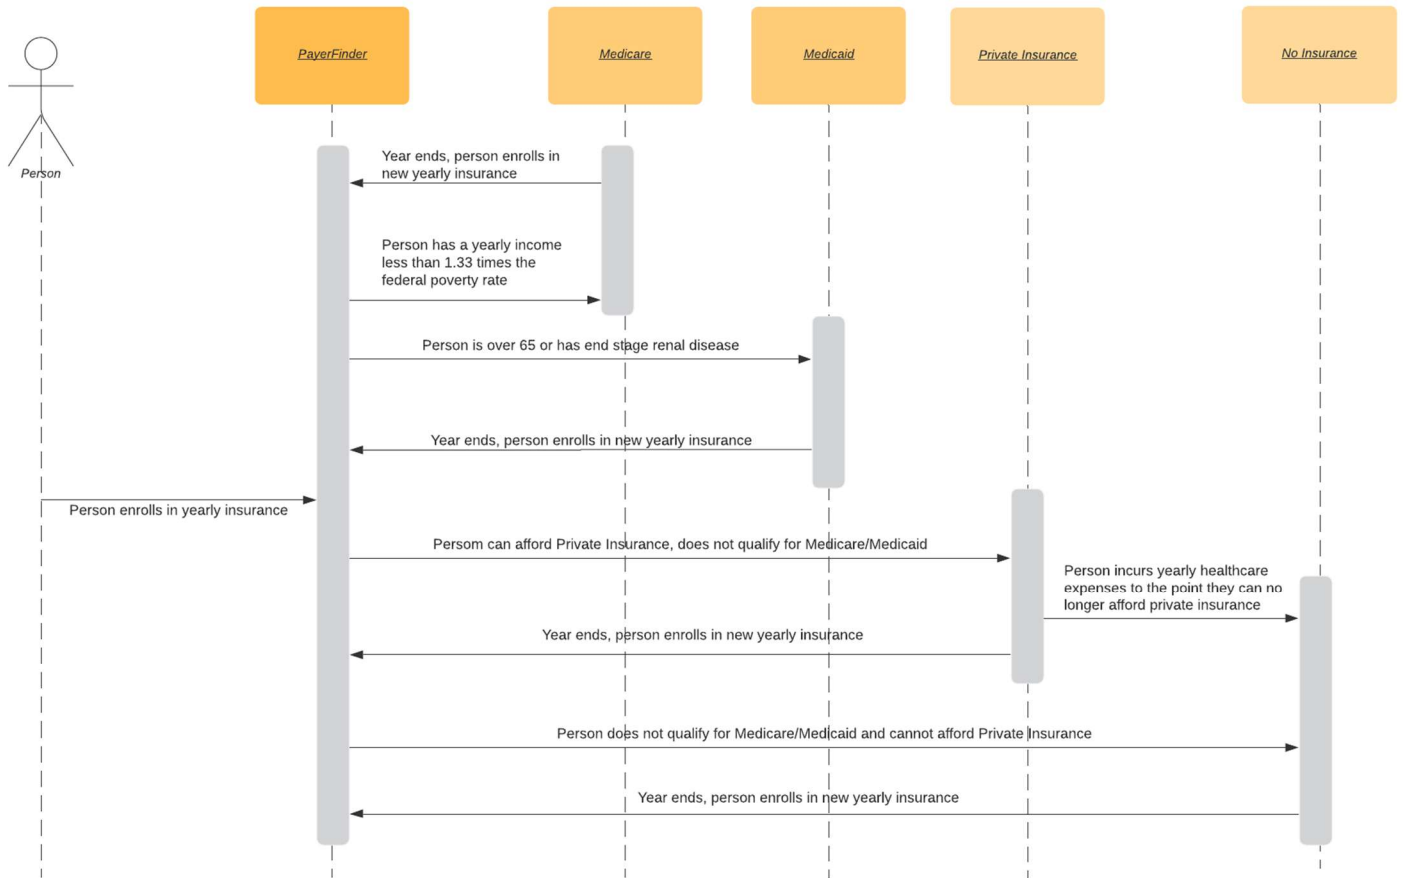 PayerFinder
Medicare
Medicaid
Private Insurance
No Insurance
Person
Year ends, person enrolls in
new yearly insurance
Person has a yearly income
less than 1.33 times the
federal poverty rate
Person is over 65 or has end stage renal disease
Year ends, person enrolls in new yearly insurance
Person enrolls in yearly insurance
Persom can afford Private Insurance, does not qualify for Medicare/Medicaid
Person incurs yearly healthcare
expenses to the point they can no
longer afford private insurance
Year ends, person enrolls in new yearly insurance
Person does not qualify for Medicare/Medicaid and cannot afford Private Insurance
Year ends, person enrolls in new yearly insurance